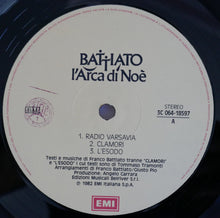 BATTIATO
l'Arca di Noè
STEREO
3C 064-18597
A
1. RADIO VARSAVIA
2. CLAMORI
3. L'ESODO
Testi e musiche di Franco Battiato tranne "CLAMORI"
e "L'ESODO" i cui testi sono di Tommaso Tramonti
Arrangiamenti di Franco Battiato/Giusto Pio
Produzione: Angelo Carrara
Edizioni Musicali Beriver S.r.l.
℗ 1982 EMI Italiana S.p.A.
EMI